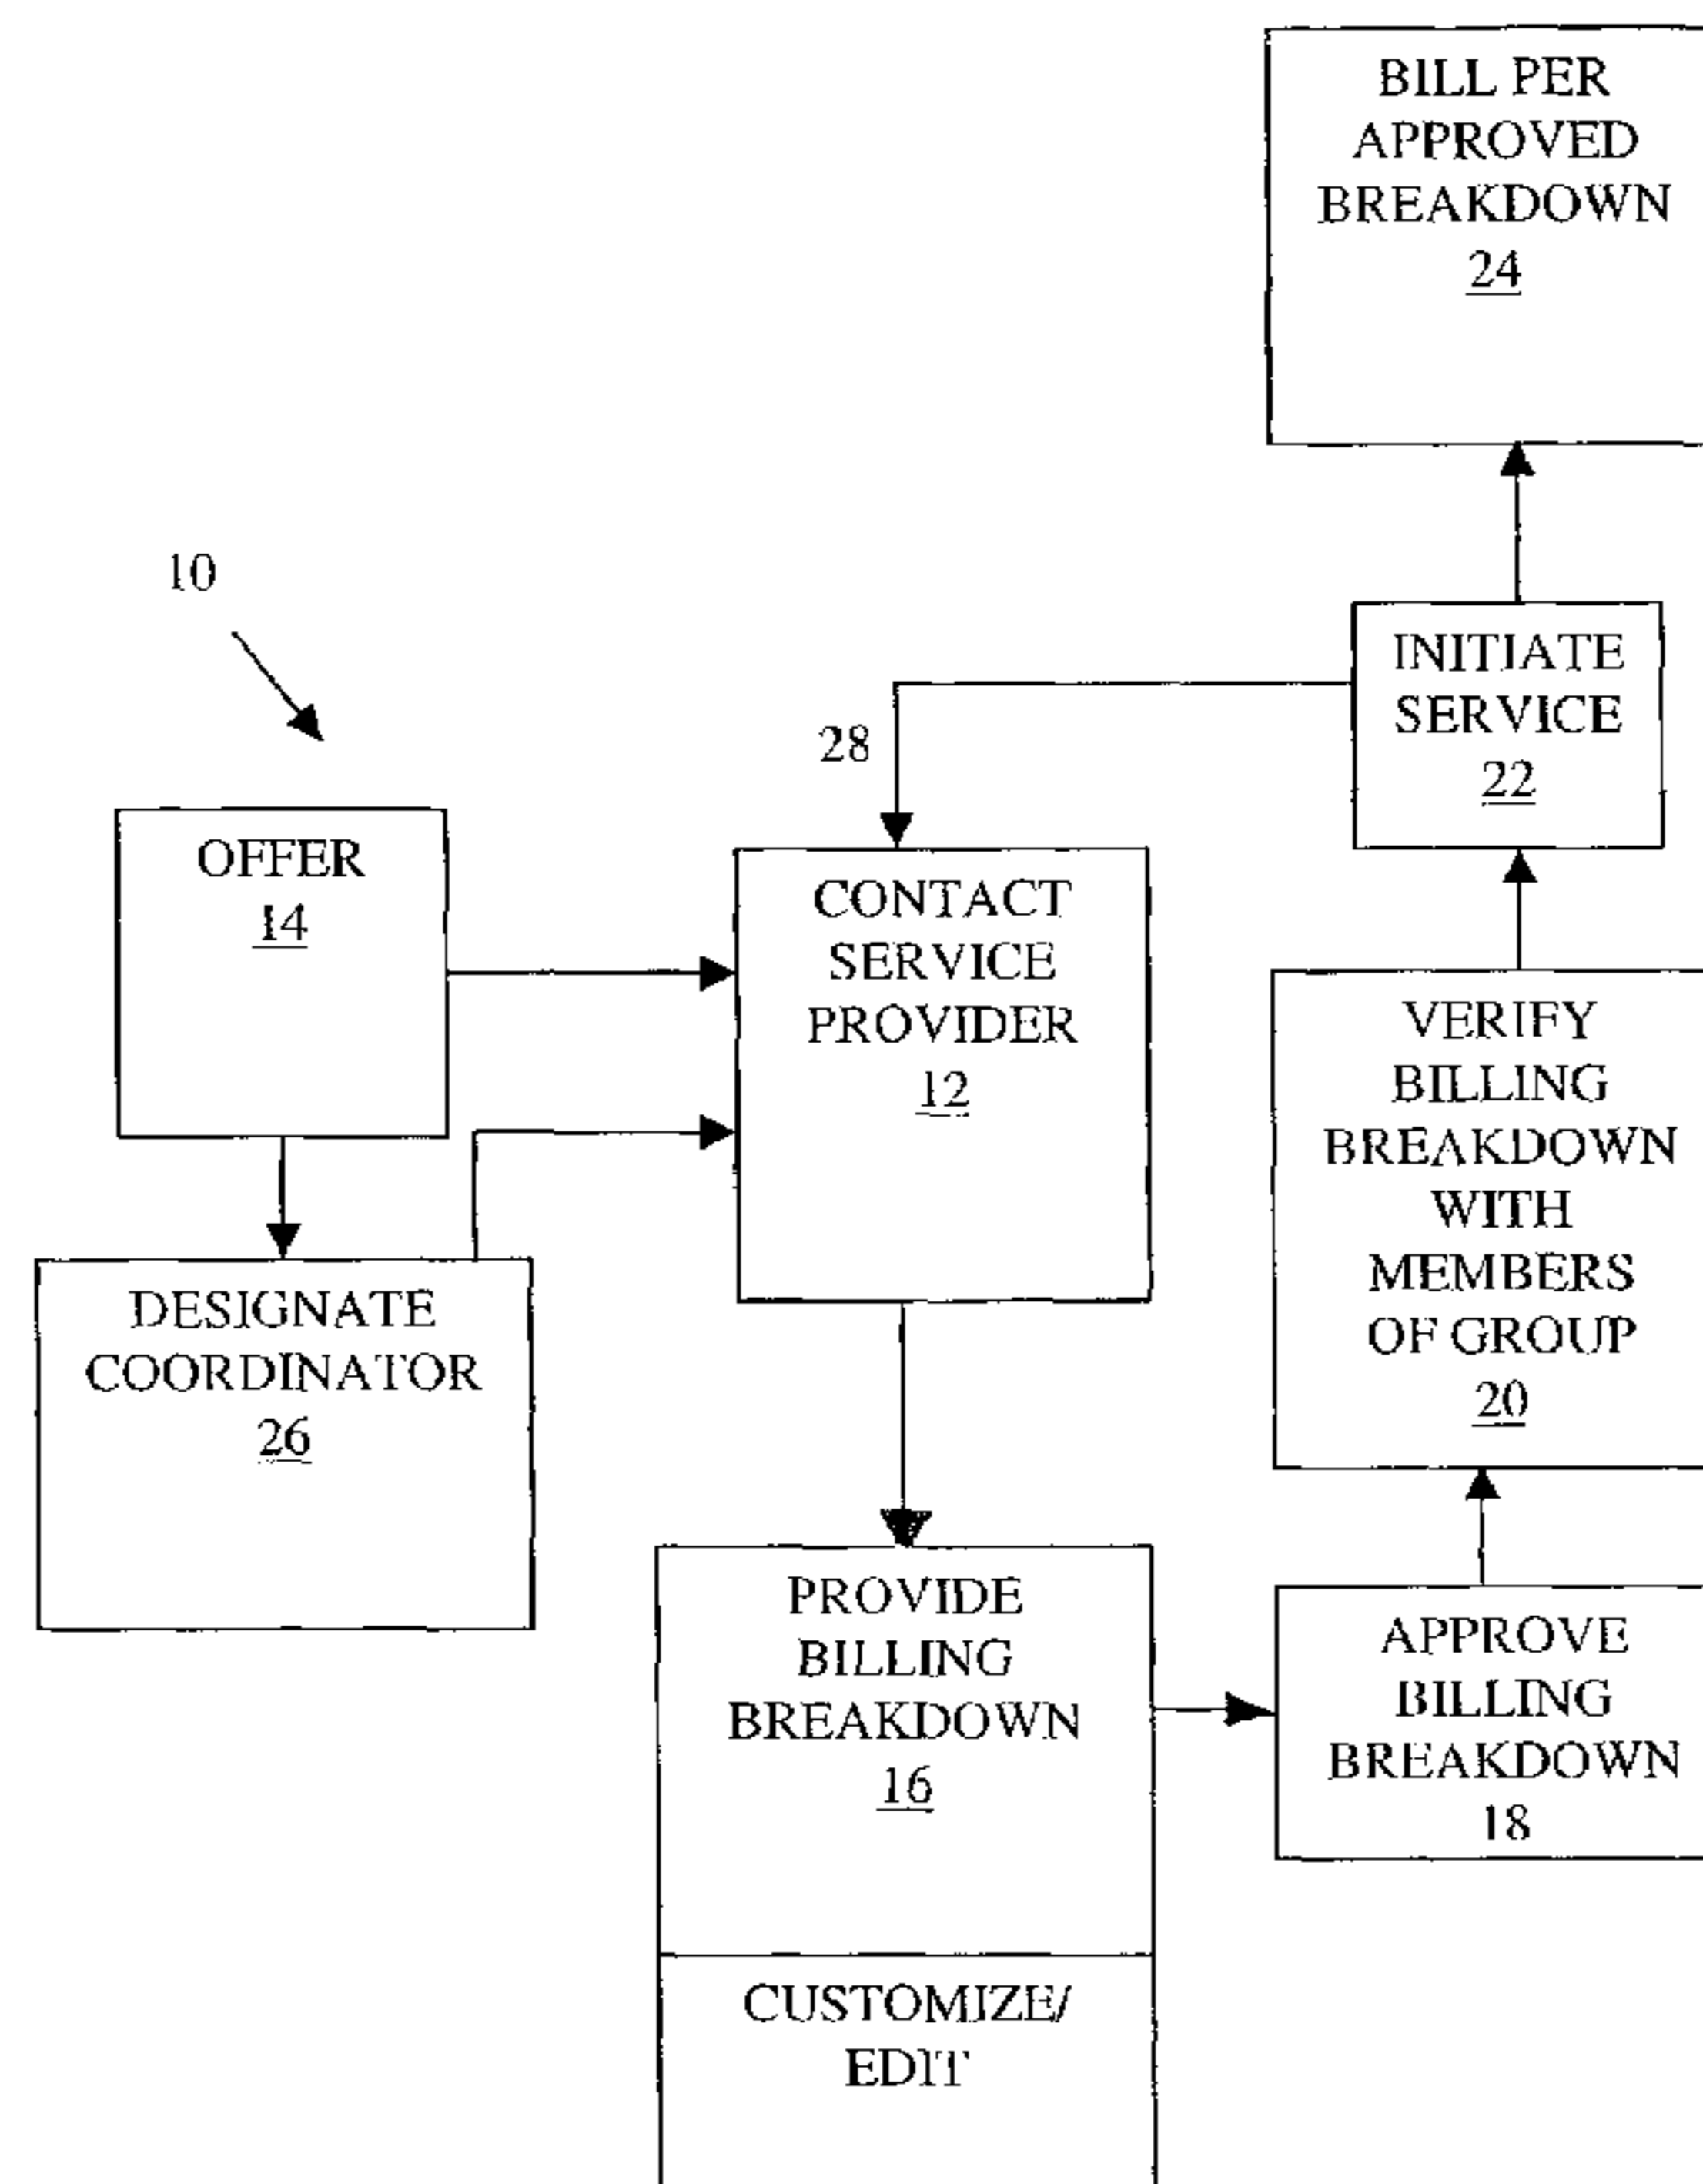 BILL PER
APPROVED
BREAKDOWN
24
10
INITIATE
SERVICE
22
28
OFFER
14
CONTACT
SERVICE
PROVIDER
12
VERIFY
BILLING
BREAKDOWN
WITH
MEMBERS
OF GROUP
20
DESIGNATE
COORDINATOR
26
PROVIDE
BILLING
BREAKDOWN
16
APPROVE
BILLING
BREAKDOWN
18
CUSTOMIZE/
EDIT